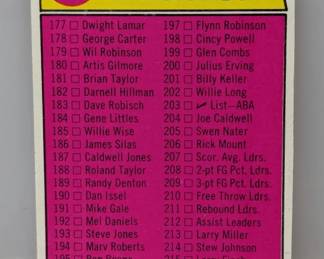 177 Dwight Lamar
178 George Carter
179 Wil Robinson
180 Artis Gilmore
181 Brian Taylor
182 Darnell Hillman
183 Dave Robisch
184 Gene Littles
185 Willie Wise
186 James Silas
187 Caldwell Jones
188 Roland Taylor
189 Randy Denton
190 Dan Issel
191 Mike Gale
192 Mel Daniels
193 Steve Jones
194 Marv Roberts
197 Flynn Robinson
198 Cincy Powell
199 Glen Combs
200 Julius Erving
201 Billy Keller
202 Willie Long
203 ✓ List—ABA
204 Joe Caldwell
205 Swen Nater
206 Rick Mount
207 Scor. Avg. Ldrs.
208 2-pt FG Pct. Ldrs.
209 3-pt FG Pct. Ldrs.
210 Free Throw Ldrs.
211 Rebound Ldrs.
212 Assist Leaders
213 Larry Miller
214 Stew Johnson